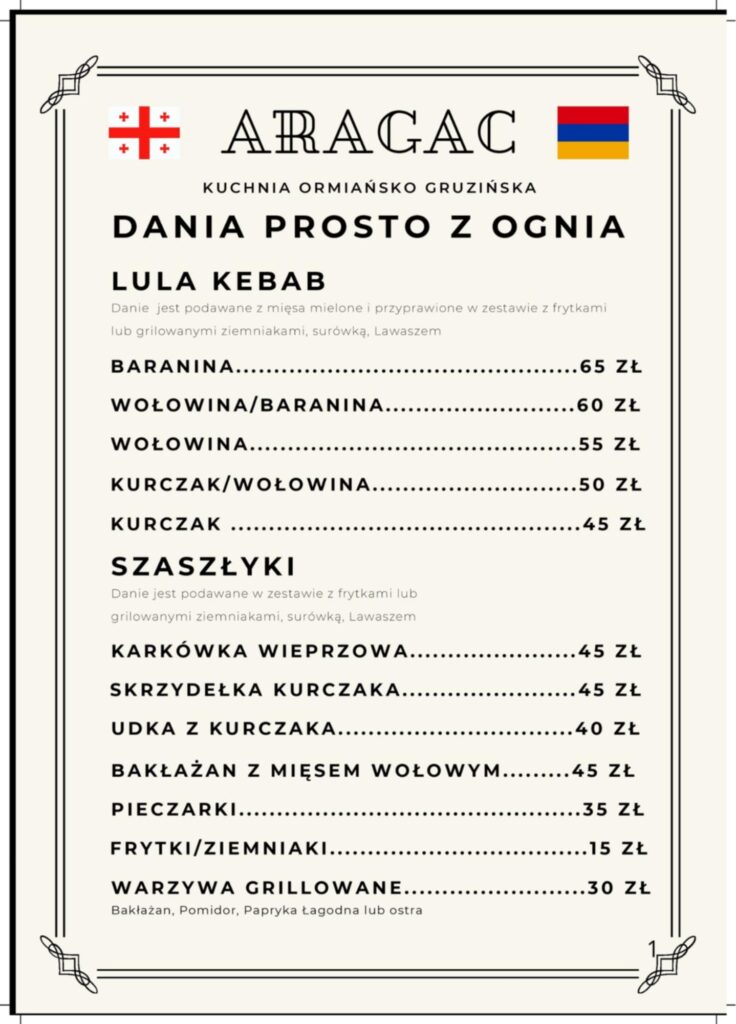 ARAGAC
KUCHNIA ORMIAŃSKO GRUZIŃSKA
DANIA PROSTO Z OGNIA
LULA KEBAB
Danie jest podawane z mięsa mielone i przyprawione w zestawie z frytkami
lub grilowanymi ziemniakami, surówką, Lawaszem
BARANINA....................................................65 ZŁ
WOŁOWINA/BARANINA.............................60 ZŁ
WOŁOWINA..................................................55 ZŁ
KURCZAK/WOŁOWINA...............................50 ZŁ
KURCZAK .....................................................45 ZŁ
SZASZŁYKI
Danie jest podawane w zestawie z frytkami lub
grilowanymi ziemniakami, surówką, Lawaszem
KARKÓWKA WIEPRZOWA.........................45 ZŁ
SKRZYDEŁKA KURCZAKA..........................45 ZŁ
UDKA Z KURCZAKA....................................40 ZŁ
BAKŁAŻAN Z MIĘSEM WOŁOWYM.........45 ZŁ
PIECZARKI....................................................35 ZŁ
FRYTKI/ZIEMNIAKI.......................................15 ZŁ
WARZYWA GRILLOWANE...........................30 ZŁ
Bakłażan, Pomidor, Papryka Łagodna lub ostra
1